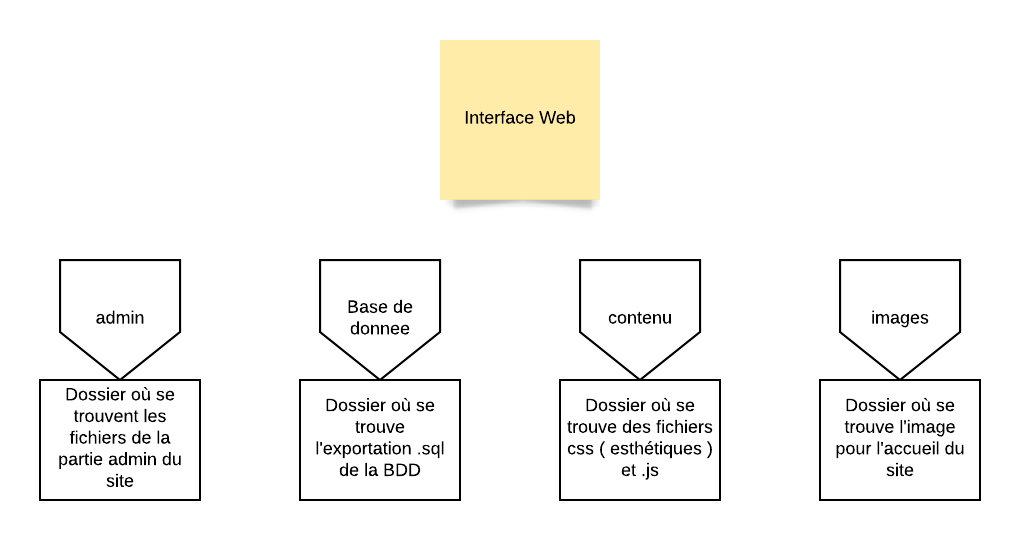 Interface Web
admin
Base de
donnee
contenu
images
Dossier où se
trouvent les
fichiers de la
partie admin du
site
Dossier où se
trouve
l'exportation .sql
de la BDD
Dossier où se
trouve des fichiers
css ( esthétiques )
et .js
Dossier où se
trouve l'image
pour l'accueil du
site